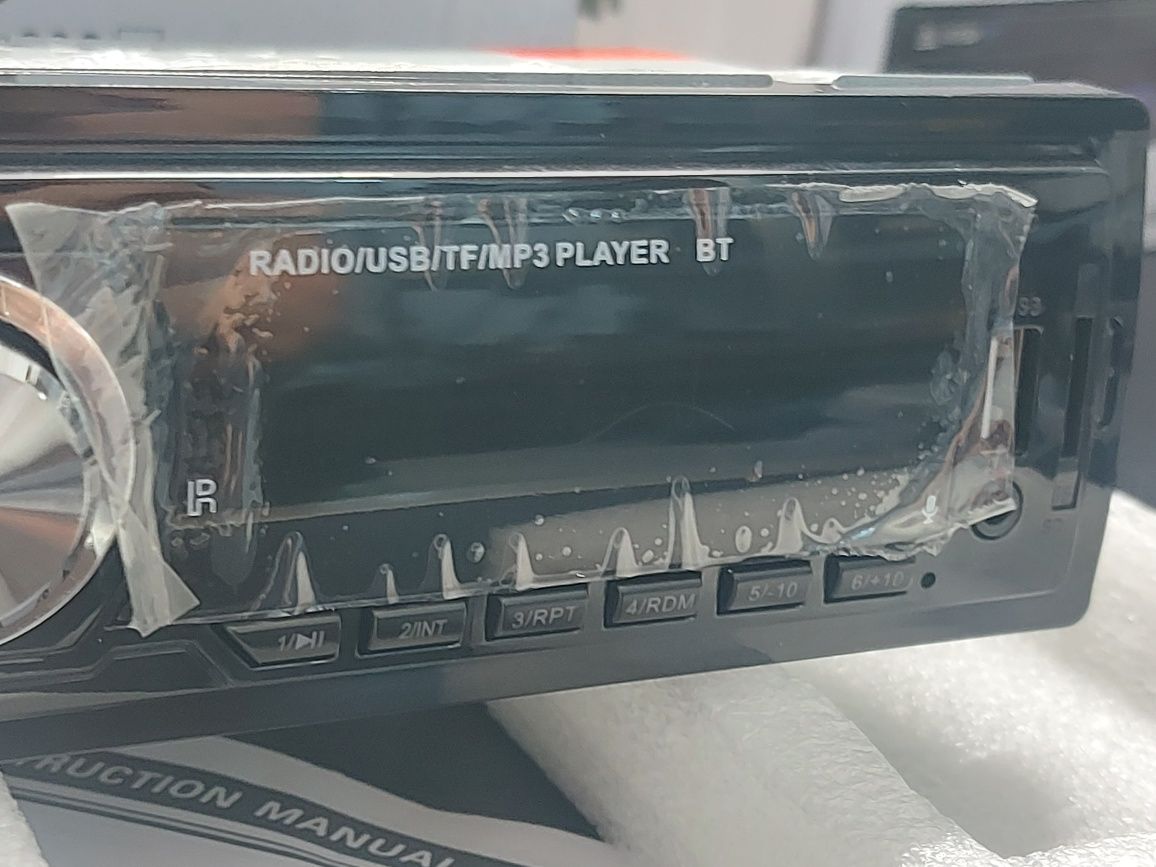 RADIO/USB/TF/MP3 PLAYER BT
IR
1/⏯
2/INT
3/RPT
4/RDM
5/-10
6/+10
RUCTION MANUAL